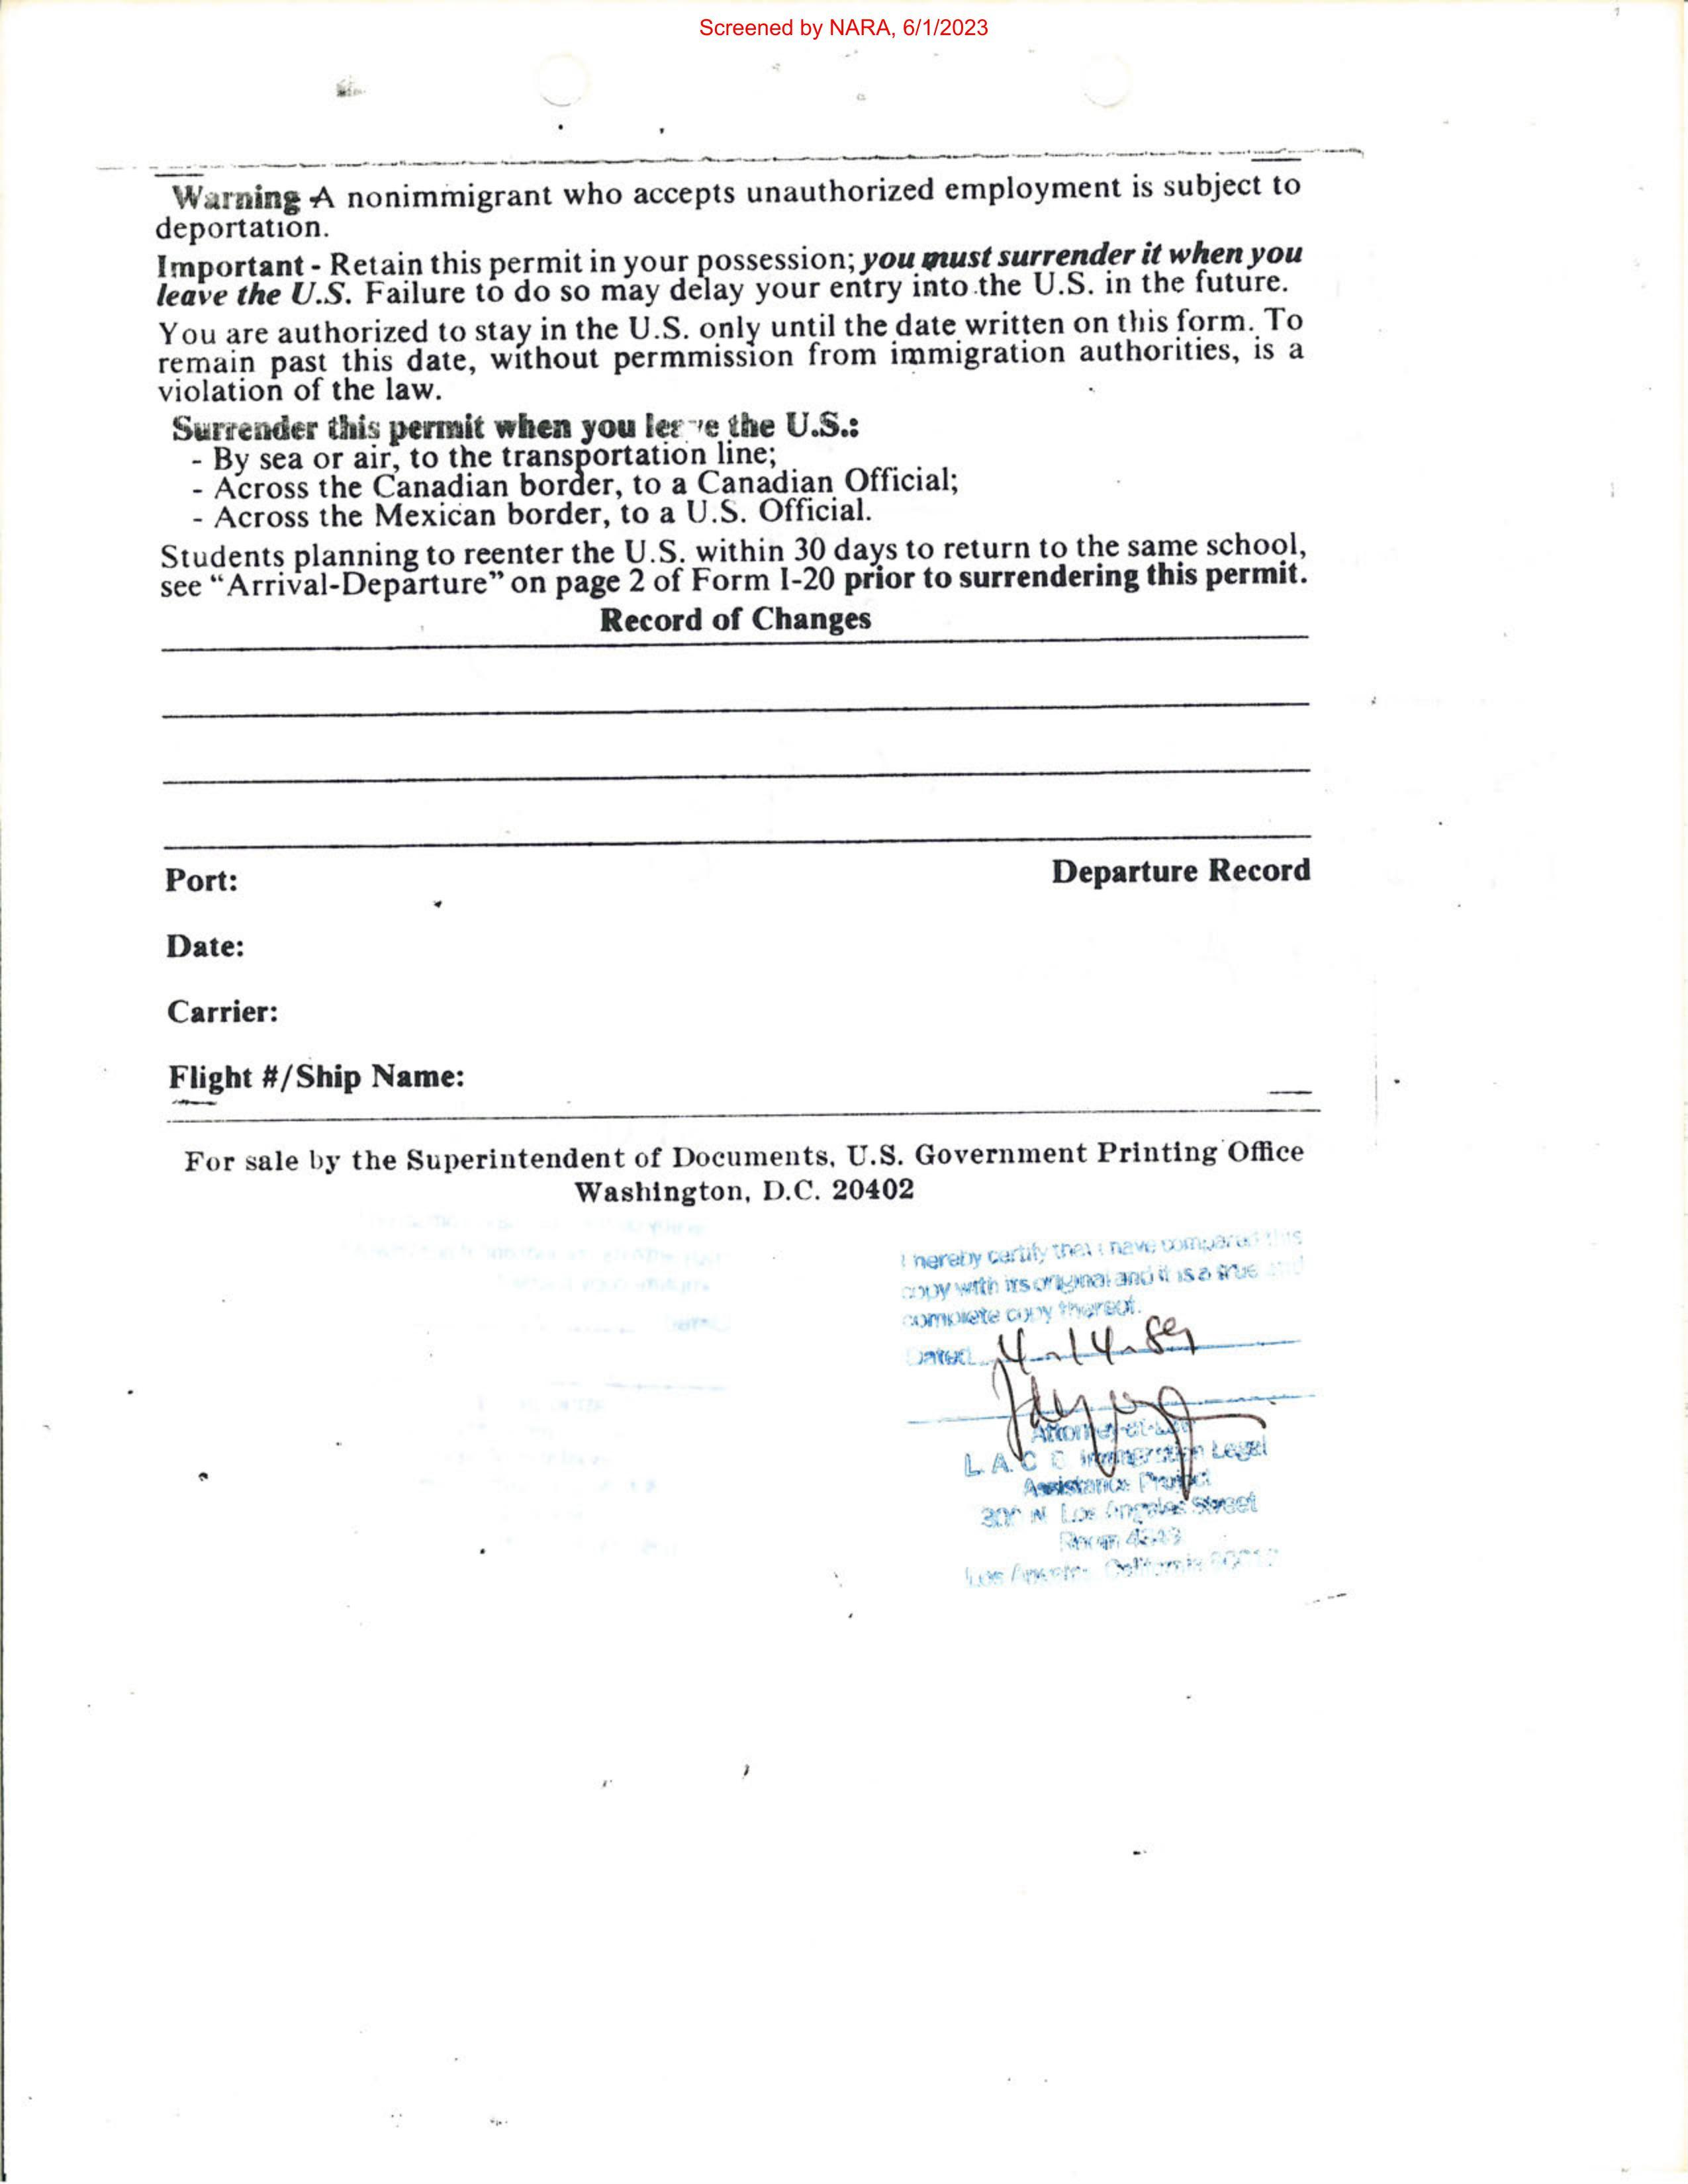 Screened by NARA, 6/1/2023
Warning A nonimmigrant who accepts unauthorized employment is subject to
deportation.
Important - Retain this permit in your possession; you must surrender it when you
leave the U.S. Failure to do so may delay your entry into the U.S. in the future.
You are authorized to stay in the U.S. only until the date written on this form. To
remain past this date, without permmission from immigration authorities, is a
violation of the law.
Surrender this permit when you leave the U.S.:
- By sea or air, to the transportation line;
- Across the Canadian border, to a Canadian Official;
- Across the Mexican border, to a U.S. Official.
Students planning to reenter the U.S. within 30 days to return to the same school,
see “Arrival-Departure” on page 2 of Form I-20 prior to surrendering this permit.
Record of Changes
Port:
Departure Record
Date:
Carrier:
Flight #/Ship Name:
For sale by the Superintendent of Documents, U.S. Government Printing Office
Washington, D.C. 20402
I hereby certify that I have compared this
copy with its original and it is a true and
complete copy thereof.
Dated 4-14-89
Attorney-at-Law
L.A.C. Immigration Legal
Assistance Project
300 N. Los Angeles Street
Room
Los Angeles, California